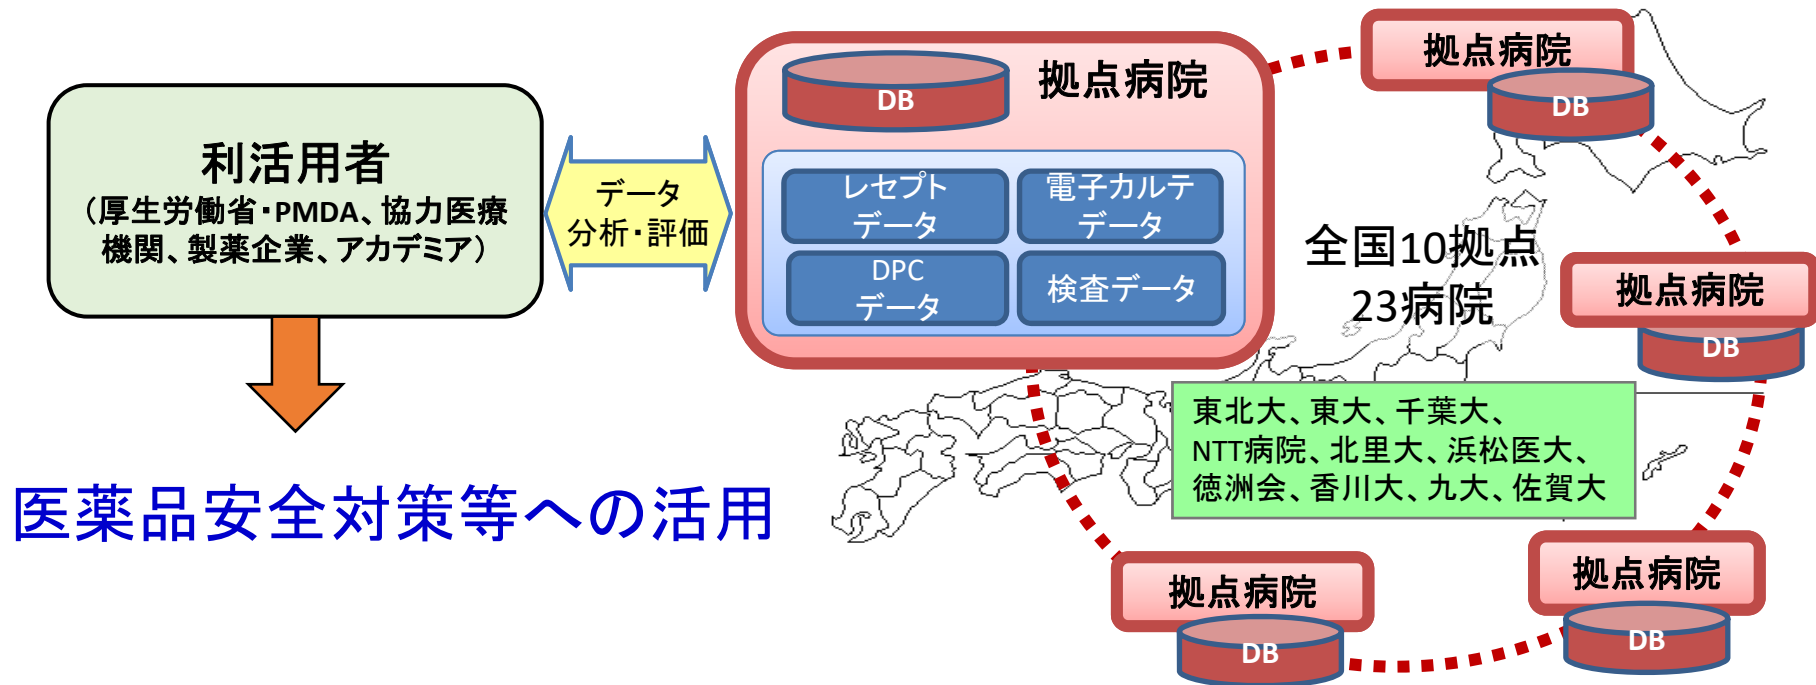 利活用者
（厚生労働省・PMDA、協力医療
機関、製薬企業、アカデミア）
データ
分析・評価
医薬品安全対策等への活用
DB
拠点病院
レセプト
データ
電子カルテ
データ
DPC
データ
検査データ
拠点病院
DB
全国10拠点
23病院
拠点病院
DB
東北大、東大、千葉大、
NTT病院、北里大、浜松医大、
徳洲会、香川大、九大、佐賀大
拠点病院
DB
拠点病院
DB